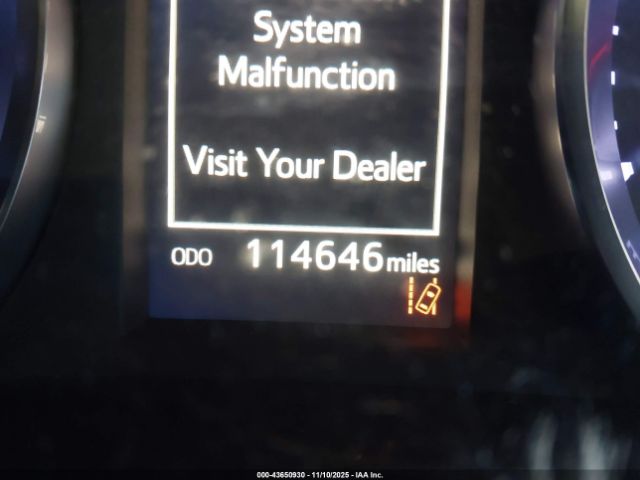 System
Malfunction
Visit Your Dealer
ODO 114646 miles
000-43650930 - 11/10/2025 - IAA Inc.